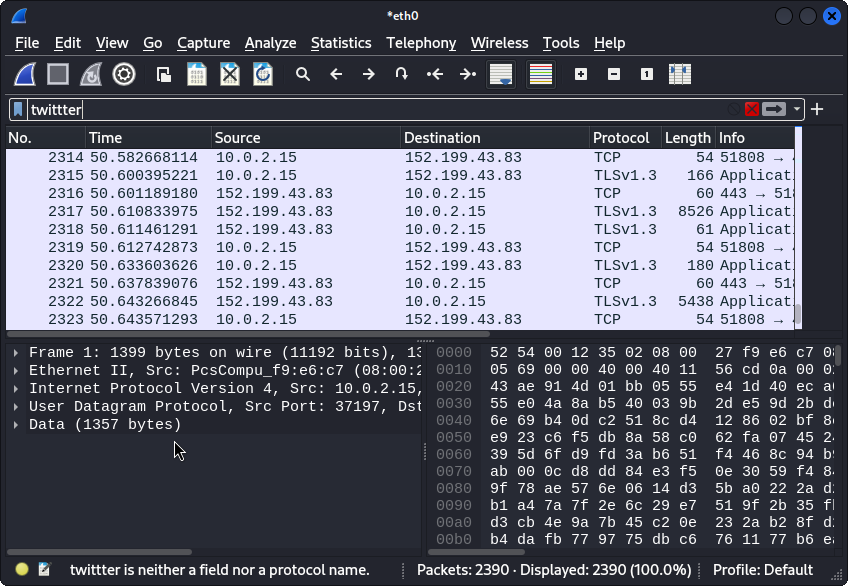 *eth0
File Edit View Go Capture Analyze Statistics Telephony Wireless Tools Help
twittter
No. Time Source Destination Protocol Length Info
2314 50.582668114 10.0.2.15 152.199.43.83 TCP 54 51808 →
2315 50.600395221 10.0.2.15 152.199.43.83 TLSv1.3 166 Applicat
2316 50.601189180 152.199.43.83 10.0.2.15 TCP 60 443 → 518
2317 50.610833975 152.199.43.83 10.0.2.15 TLSv1.3 8526 Applicat
2318 50.611461291 152.199.43.83 10.0.2.15 TLSv1.3 61 Applicat
2319 50.612742873 10.0.2.15 152.199.43.83 TCP 54 51808 →
2320 50.633603626 10.0.2.15 152.199.43.83 TLSv1.3 180 Applicat
2321 50.637839076 152.199.43.83 10.0.2.15 TCP 60 443 → 518
2322 50.643266845 152.199.43.83 10.0.2.15 TLSv1.3 5438 Applicat
2323 50.643571293 10.0.2.15 152.199.43.83 TCP 54 51808 →
Frame 1: 1399 bytes on wire (11192 bits), 13
Ethernet II, Src: PcsCompu_f9:e6:c7 (08:00:2
Internet Protocol Version 4, Src: 10.0.2.15,
User Datagram Protocol, Src Port: 37197, Dst
Data (1357 bytes)
0000 52 54 00 12 35 02 08 00 27 f9 e6 c7 08
0010 05 69 00 00 40 00 40 11 56 cd 0a 00 02
0020 43 ae 91 4d 01 bb 05 55 e4 1d 40 ec
0030 55 e0 4a 8a b5 40 03 9b 2d e5 9d 2b
0040 6e 69 b4 0d c2 51 8c d4 12 86 02 bf
0050 e9 23 c6 f5 db 8a 58 c0 62 fa 07 45
0060 39 5d 6f d9 fd 3a b6 51 f4 46 8c 94
0070 ab 00 0c d8 dd 84 e3 f5 0e 30 59 f4
0080 9f 78 ae 57 6e 06 14 d3 5b a0 22 2a
0090 b1 a4 7a 7f 2e 6c 29 e7 51 9f 2b 35
00a0 d3 cb 4e 9a 7b 45 c2 0e 23 2a b2 8f
00b0 b4 da fb 77 97 75 db c6 76 11 77 b6
twittter is neither a field nor a protocol name. Packets: 2390 · Displayed: 2390 (100.0%) Profile: Default